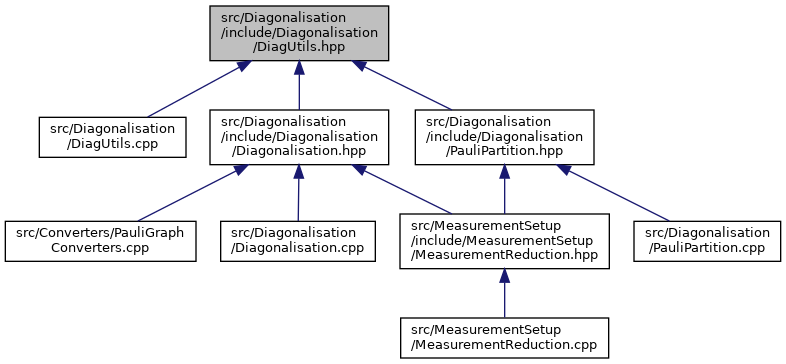 src/Diagonalisation
/include/Diagonalisation
/DiagUtils.hpp
src/Diagonalisation
/DiagUtils.cpp
src/Diagonalisation
/include/Diagonalisation
/Diagonalisation.hpp
src/Diagonalisation
/include/Diagonalisation
/PauliPartition.hpp
src/Converters/PauliGraph
Converters.cpp
src/Diagonalisation
/Diagonalisation.cpp
src/MeasurementSetup
/include/MeasurementSetup
/MeasurementReduction.hpp
src/Diagonalisation
/PauliPartition.cpp
src/MeasurementSetup
/MeasurementReduction.cpp